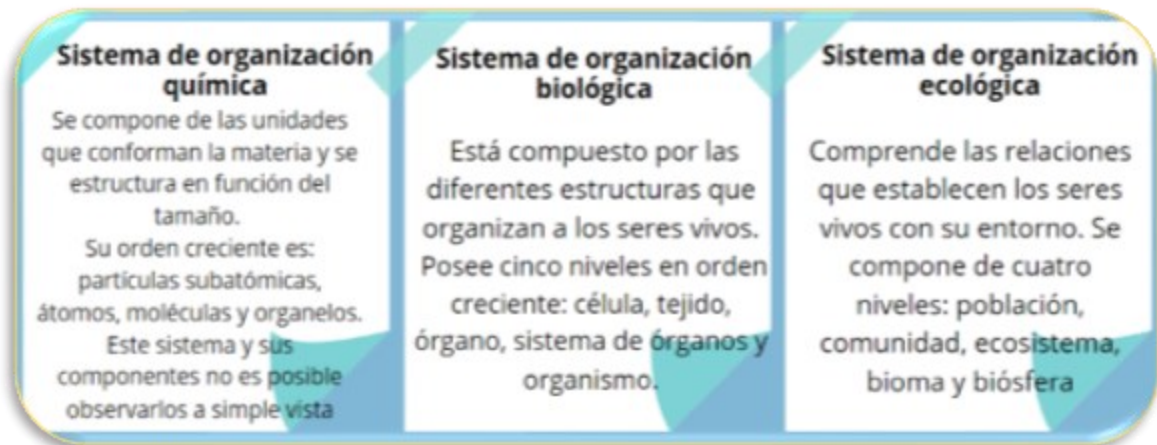 Sistema de organización
química
Se compone de las unidades
que conforman la materia y se
estructura en función del
tamaño.
Su orden creciente es:
partículas subatómicas,
átomos, moléculas y organelos.
Este sistema y sus
componentes no es posible
observarlos a simple vista
Sistema de organización
biológica
Está compuesto por las
diferentes estructuras que
organizan a los seres vivos.
Posee cinco niveles en orden
creciente: célula, tejido,
órgano, sistema de órganos y
organismo.
Sistema de organización
ecológica
Comprende las relaciones
que establecen los seres
vivos con su entorno. Se
compone de cuatro
niveles: población,
comunidad, ecosistema,
bioma y biósfera